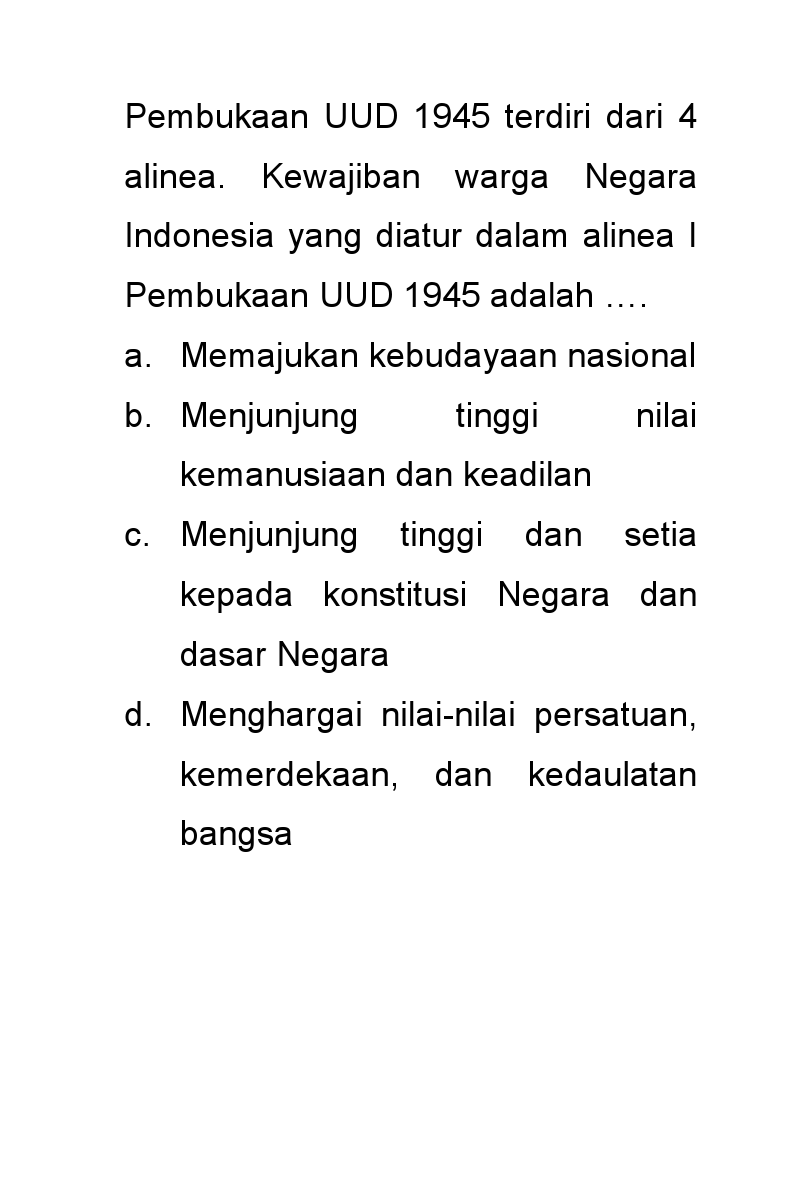 Pembukaan UUD 1945 terdiri dari 4
alinea. Kewajiban warga Negara
Indonesia yang diatur dalam alinea I
Pembukaan UUD 1945 adalah ….
a. Memajukan kebudayaan nasional
b. Menjunjung tinggi nilai
kemanusiaan dan keadilan
c. Menjunjung tinggi dan setia
kepada konstitusi Negara dan
dasar Negara
d. Menghargai nilai-nilai persatuan,
kemerdekaan, dan kedaulatan
bangsa